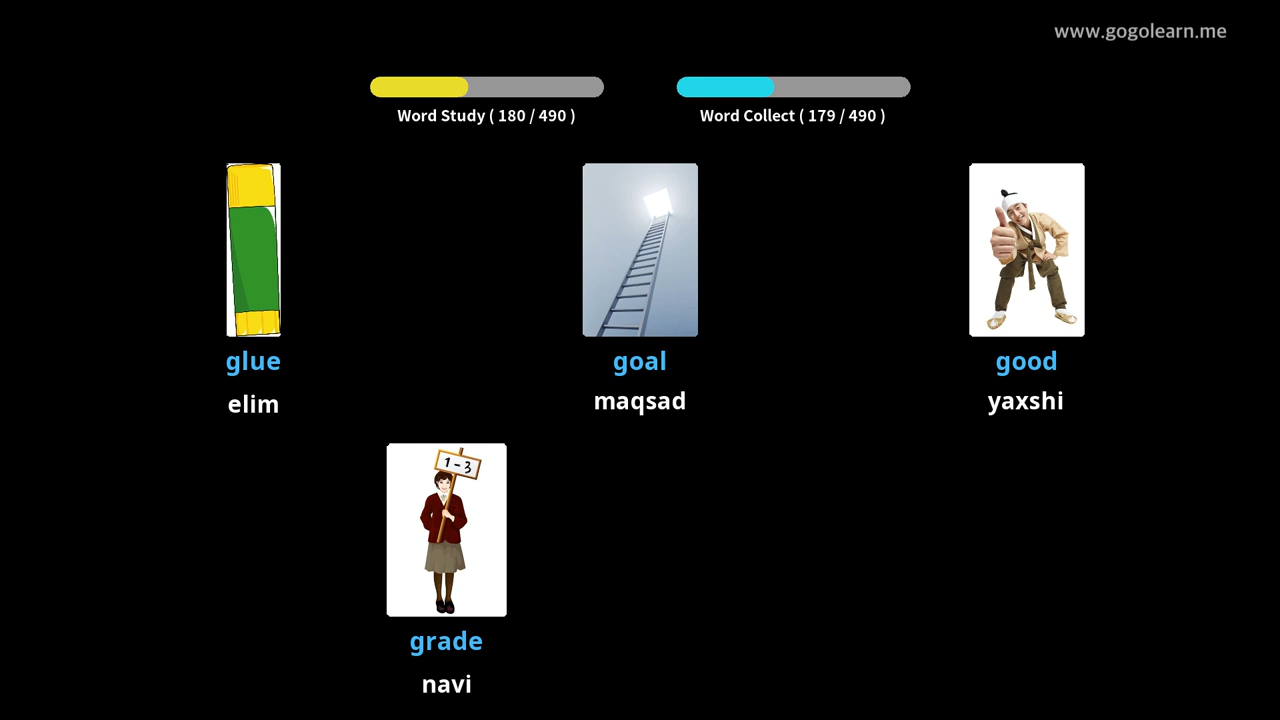 www.gogolearn.me
Word Study ( 180 / 490 )
Word Collect ( 179 / 490 )
glue
elim
goal
maqsad
good
yaxshi
1 - 3
grade
navi